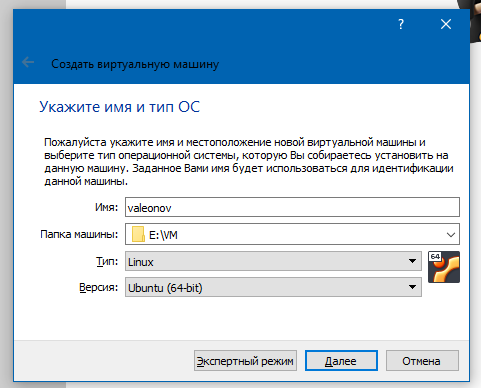 ?
Создать виртуальную машину
Укажите имя и тип ОС
Пожалуйста укажите имя и местоположение новой виртуальной машины и
выберите тип операционной системы, которую Вы собираетесь установить на
данную машину. Заданное Вами имя будет использоваться для идентификации
данной машины.
Имя: valeonov
Папка машины: E:\VM
Тип: Linux
64
Версия: Ubuntu (64-bit)
Экспертный режим Далее Отмена